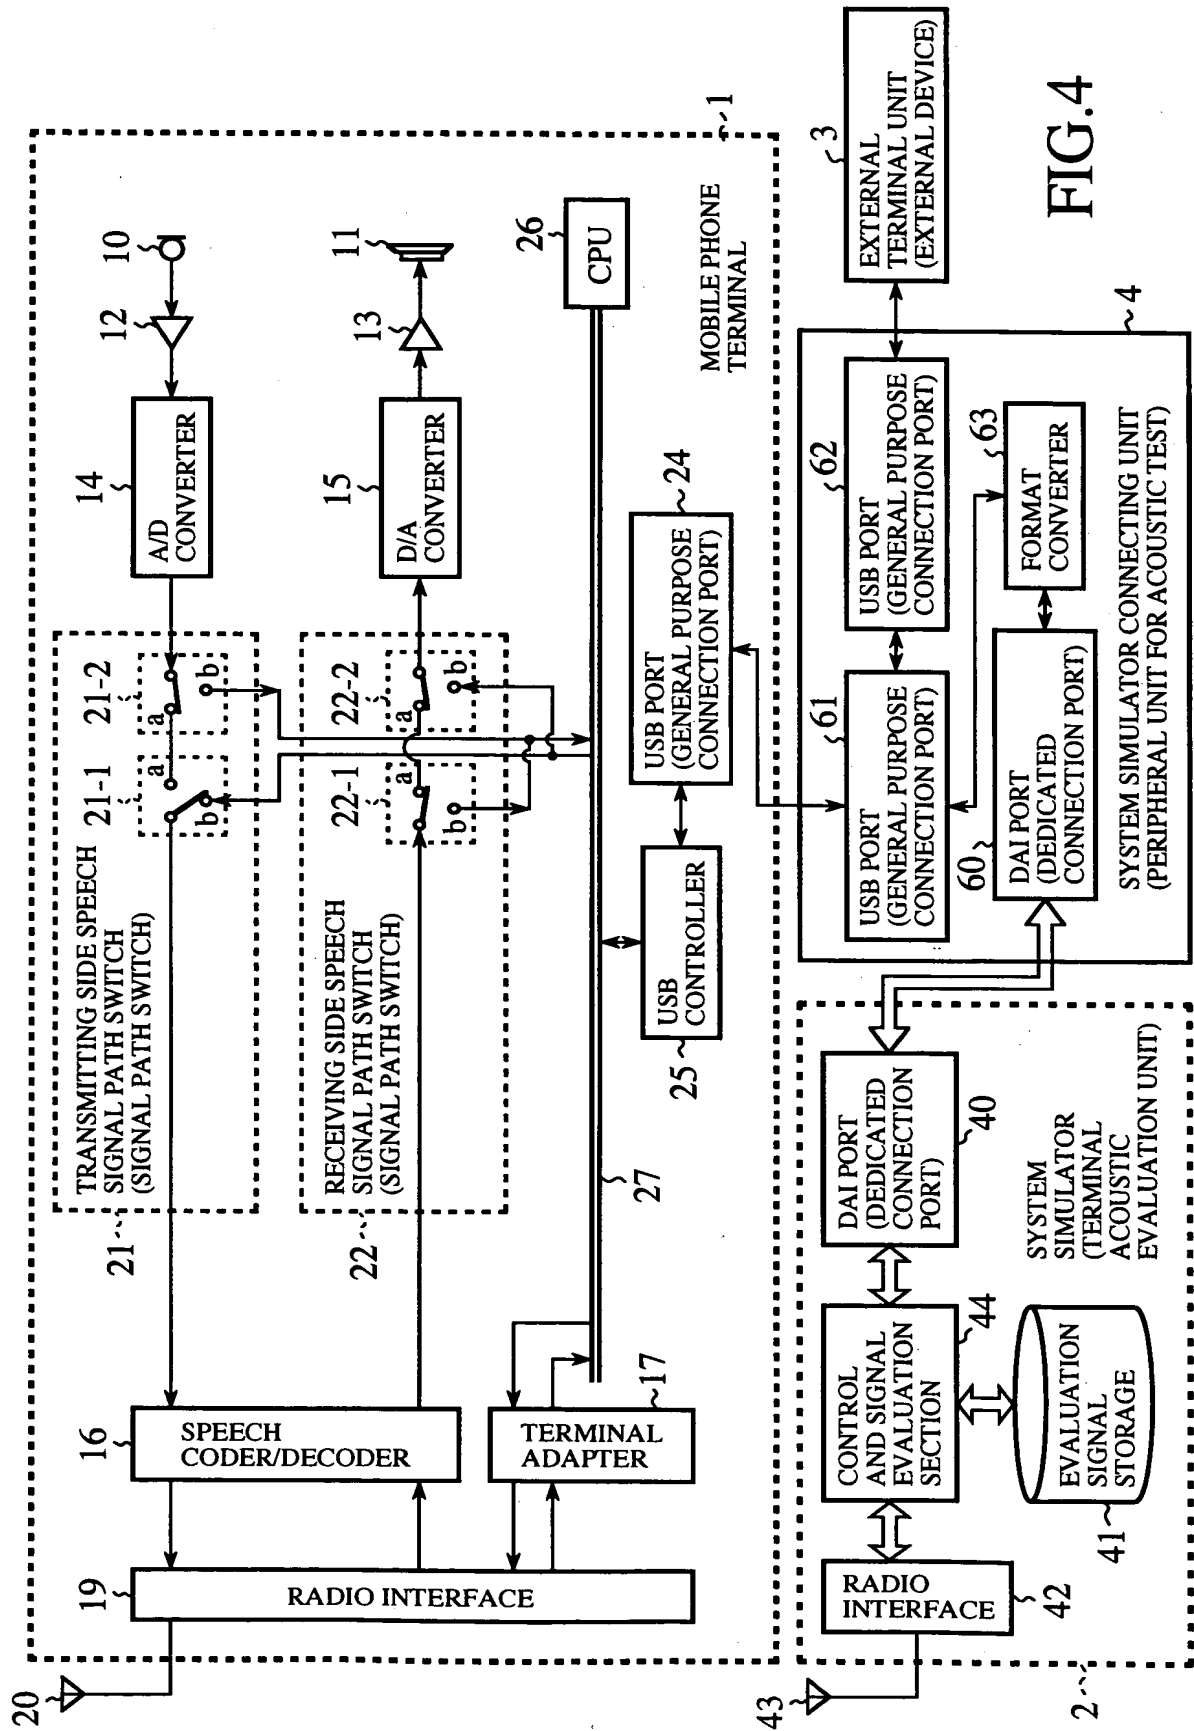 20
19
RADIO INTERFACE
16
SPEECH
CODER/DECODER
TERMINAL
ADAPTER
17
21
TRANSMITTING SIDE SPEECH
SIGNAL PATH SWITCH
(SIGNAL PATH SWITCH)
21-1
a
b
21-2
a
b
14
A/D
CONVERTER
12
10
22
RECEIVING SIDE SPEECH
SIGNAL PATH SWITCH
(SIGNAL PATH SWITCH)
22-1
a
b
22-2
a
b
15
D/A
CONVERTER
13
11
26
CPU
27
25
USB
CONTROLLER
USB PORT
(GENERAL PURPOSE
CONNECTION PORT)
24
MOBILE PHONE
TERMINAL
1
43
2
RADIO
INTERFACE
42
CONTROL
AND SIGNAL
EVALUATION
SECTION
44
41
EVALUATION
SIGNAL
STORAGE
DAI PORT
(DEDICATED
CONNECTION
PORT)
40
SYSTEM
SIMULATOR
(TERMINAL
ACOUSTIC
EVALUATION UNIT)
61
USB PORT
(GENERAL PURPOSE
CONNECTION PORT)
62
USB PORT
(GENERAL PURPOSE
CONNECTION PORT)
60
DAI PORT
(DEDICATED
CONNECTION PORT)
63
FORMAT
CONVERTER
SYSTEM SIMULATOR CONNECTING UNIT
(PERIPHERAL UNIT FOR ACOUSTIC TEST)
4
3
EXTERNAL
TERMINAL UNIT
(EXTERNAL DEVICE)
FIG.4